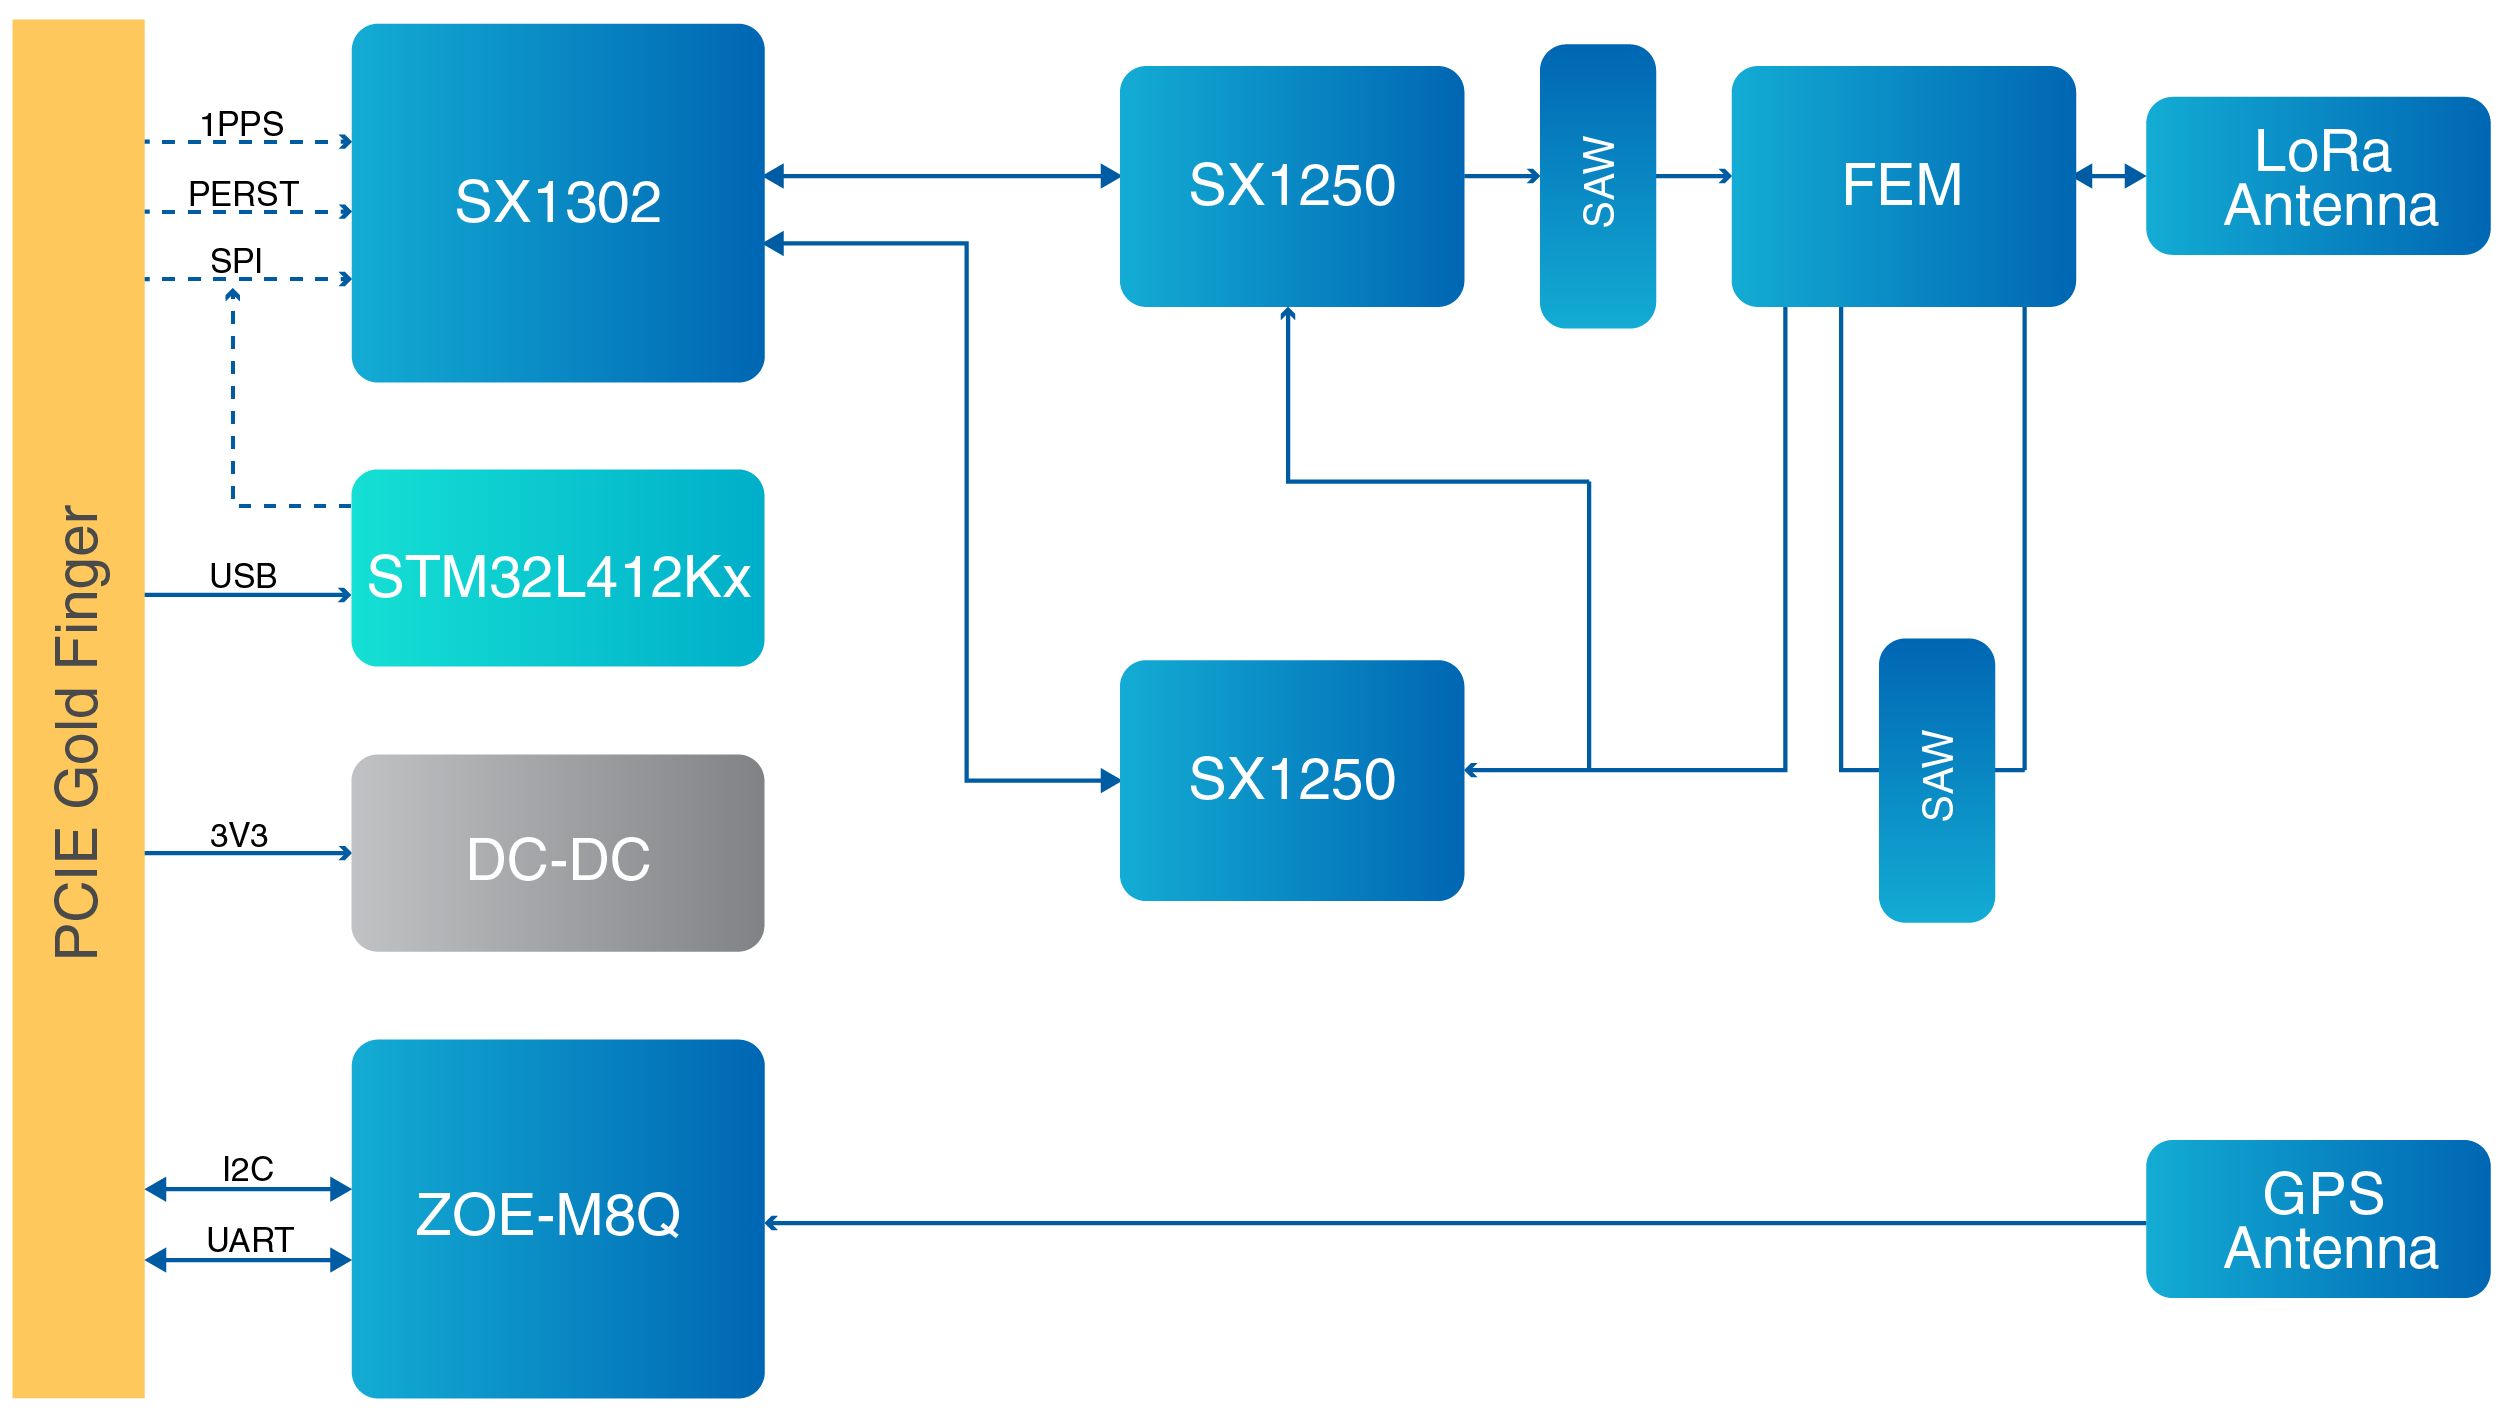 PCIE Gold Finger
1PPS
PERST
SPI
USB
3V3
I2C
UART
SX1302
STM32L412Kx
DC-DC
ZOE-M8Q
SX1250
SX1250
SAW
FEM
SAW
LoRa
Antenna
GPS
Antenna